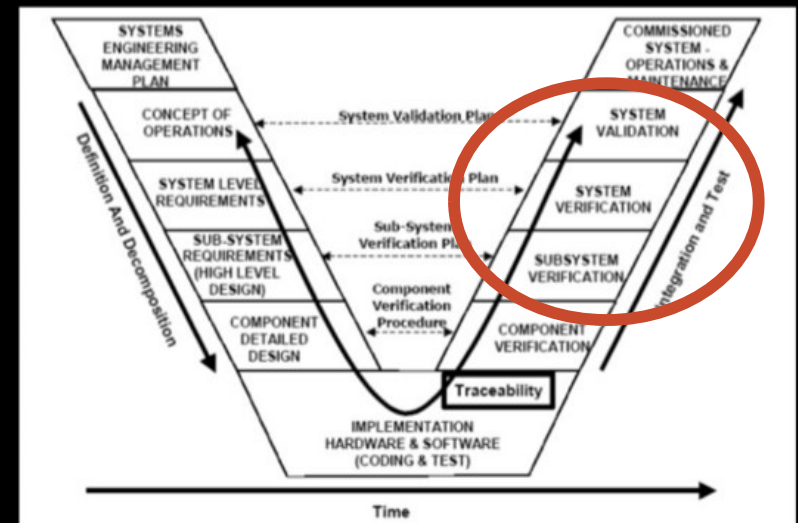 SYSTEMS
ENGINEERING
MANAGEMENT
PLAN
COMMISSIONED
SYSTEM -
OPERATIONS &
MAINTENANCE
CONCEPT OF
OPERATIONS
System Validation Plan
SYSTEM
VALIDATION
SYSTEM LEVEL
REQUIREMENTS
System Verification Plan
SYSTEM
VERIFICATION
SUB-SYSTEM
REQUIREMENTS
(HIGH LEVEL
DESIGN)
Sub-System
Verification Plan
SUBSYSTEM
VERIFICATION
COMPONENT
DETAILED
DESIGN
Component
Verification
Procedure
COMPONENT
VERIFICATION
Definition And Decomposition
Integration and Test
Traceability
IMPLEMENTATION
HARDWARE & SOFTWARE
(CODING & TEST)
Time